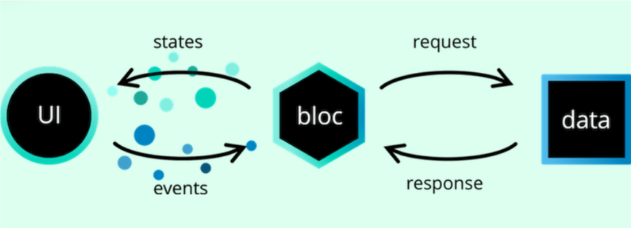 states
request
UI
bloc
data
events
response